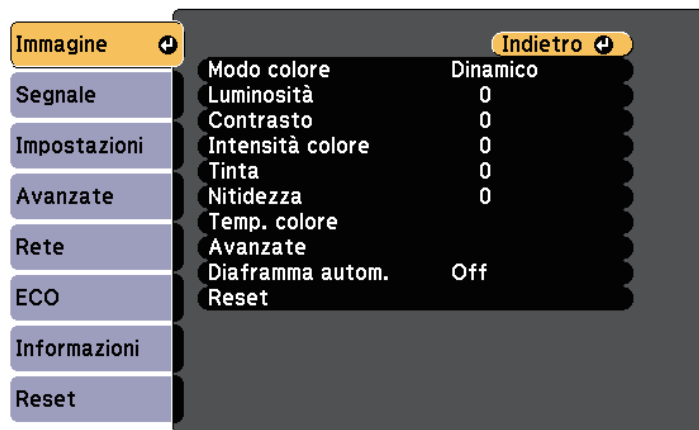 Immagine
Segnale
Impostazioni
Avanzate
Rete
ECO
Informazioni
Reset
Indietro
Modo colore Dinamico
Luminosità 0
Contrasto 0
Intensità colore 0
Tinta 0
Nitidezza 0
Temp. colore
Avanzate
Diaframma autom. Off
Reset